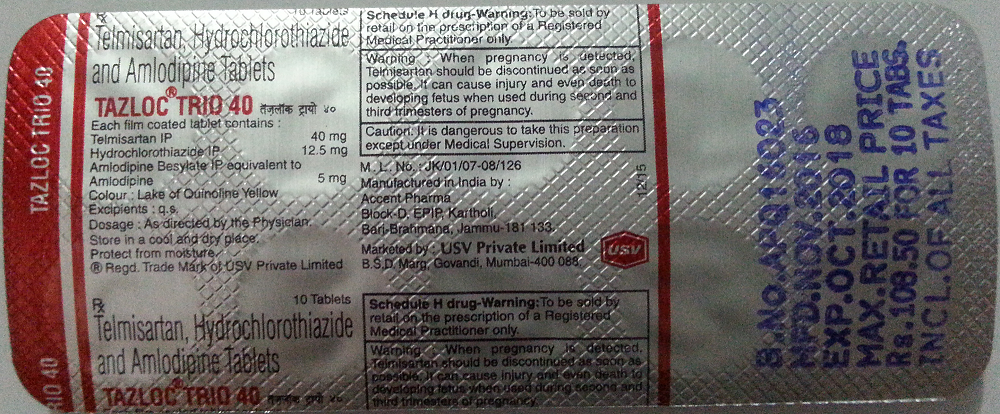 TAZLOC TRIO 40
10 Tablets
Rx
Telmisartan, Hydrochlorothiazide
and Amlodipine Tablets
TAZLOC® TRIO 40 तैज़लॉक ट्रायो ४०
Each film coated tablet contains :
Telmisartan IP 40 mg
Hydrochlorothiazide IP 12.5 mg
Amlodipine Besylate IP equivalent to
Amlodipine 5 mg
Colour : Lake of Quinoline Yellow
Excipients : q.s.
Dosage : As directed by the Physician.
Store in a cool and dry place.
Protect from moisture.
® Regd. Trade Mark of USV Private Limited
Schedule H drug-Warning: To be sold by
retail on the prescription of a Registered
Medical Practitioner only.
Warning : When pregnancy is detected,
Telmisartan should be discontinued as soon as
possible. It can cause injury and even death to
developing fetus when used during second and
third trimesters of pregnancy.
Caution: It is dangerous to take this preparation
except under Medical Supervision.
M. L. No. : JK/01/07-08/126
Manufactured in India by :
Accent Pharma
Block-D, EPIP, Kartholi,
Bari-Brahmana, Jammu-181 133.
Marketed by : USV Private Limited
B.S.D. Marg, Govandi, Mumbai-400 088.
USV
12/15
B.NO.APQ15023
MFD.NOV.2016
EXP.OCT.2018
MAX.RETAIL PRICE
Rs.108.50 FOR 10 TABS.
INCL.OF ALL TAXES
RIO 40
Rx
10 Tablets
Telmisartan, Hydrochlorothiazide
and Amlodipine Tablets
TAZLOC® TRIO 40 तैज़लॉक ट्रायो ४०
Schedule H drug-Warning: To be sold by
retail on the prescription of a Registered
Medical Practitioner only.
Warning : When pregnancy is detected,
Telmisartan should be discontinued as soon as
possible. It can cause injury and even death to
developing fetus when used during second and
third trimesters of pregnancy.